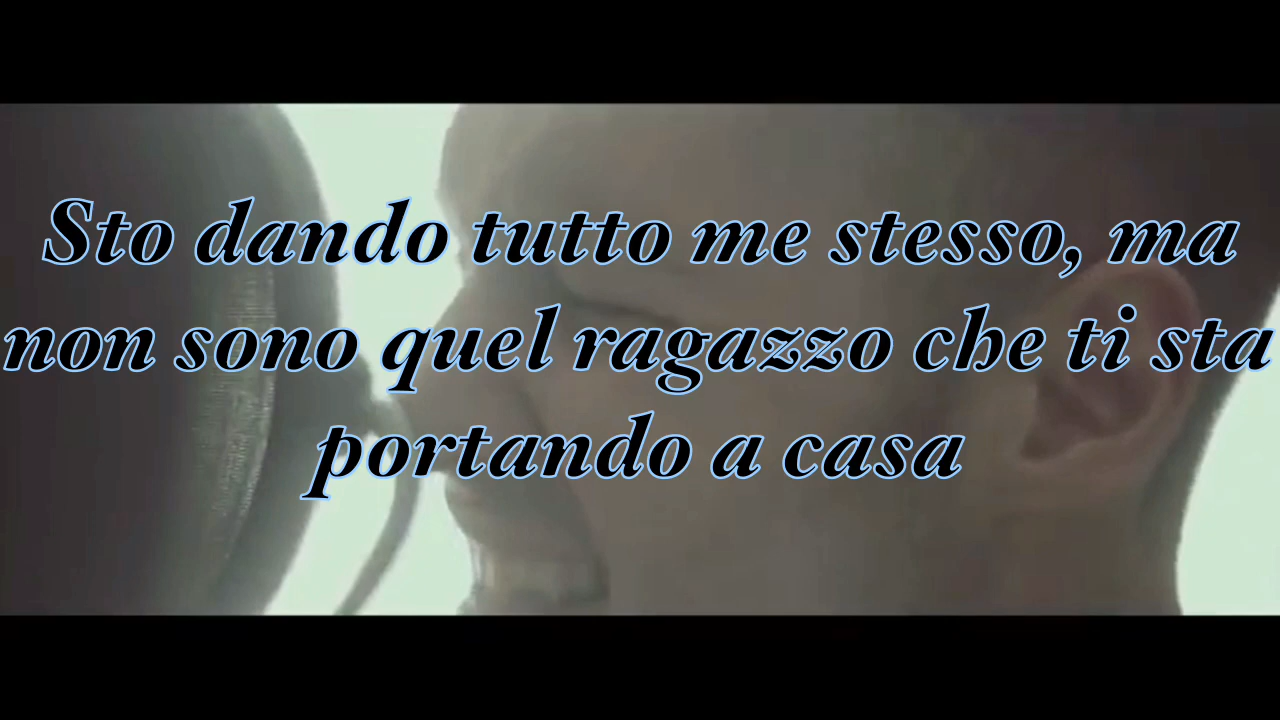 Sto dando tutto me stesso, ma
non sono quel ragazzo che ti sta
portando a casa